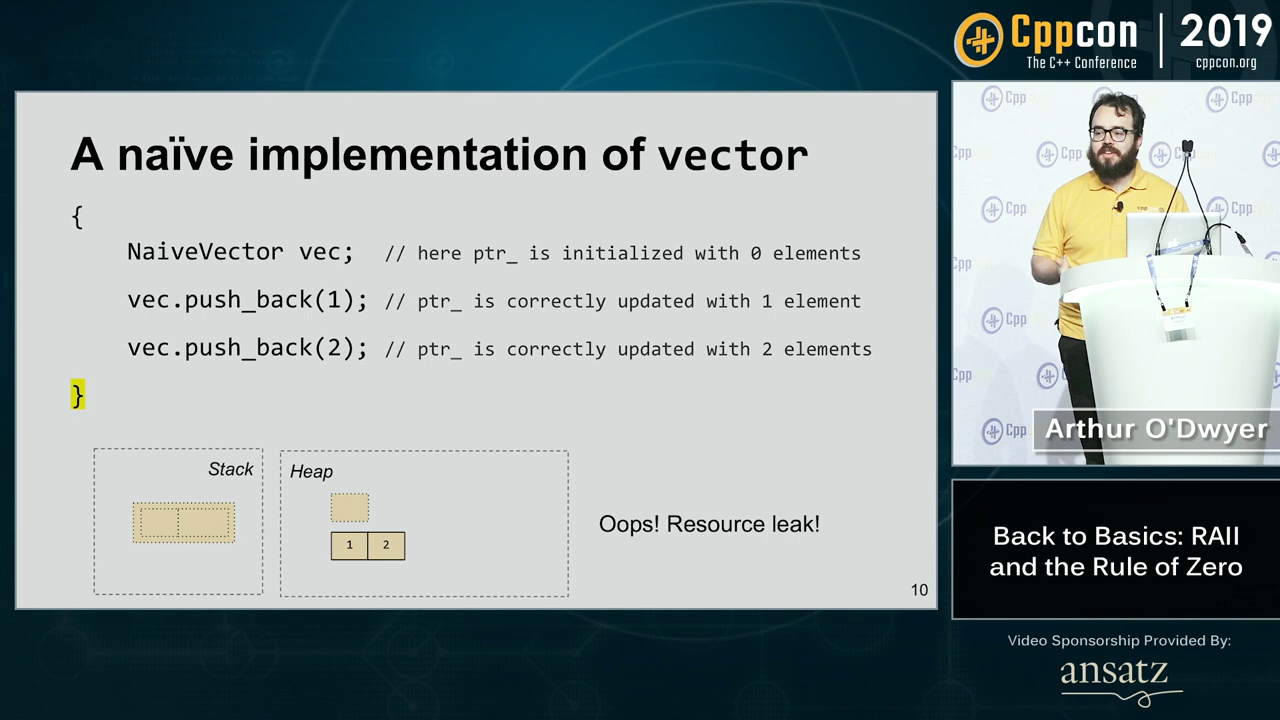 Cppcon
The C++ Conference
2019
cppcon.org
A naïve implementation of vector
{
NaiveVector vec; // here ptr_ is initialized with 0 elements
vec.push_back(1); // ptr_ is correctly updated with 1 element
vec.push_back(2); // ptr_ is correctly updated with 2 elements
}
Stack
Heap
1 2
Oops! Resource leak!
10
Arthur O'Dwyer
Back to Basics: RAII
and the Rule of Zero
Video Sponsorship Provided By:
ansatz